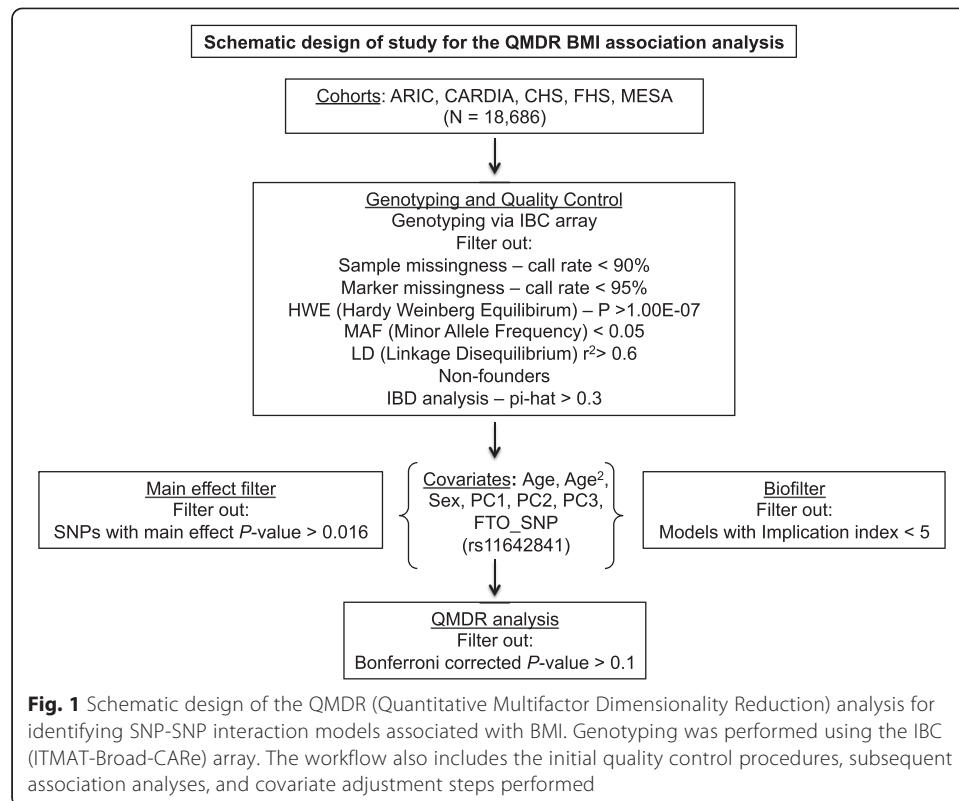 Schematic design of study for the QMDR BMI association analysis
Cohorts: ARIC, CARDIA, CHS, FHS, MESA
(N = 18,686)
Genotyping and Quality Control
Genotyping via IBC array
Filter out:
Sample missingness – call rate < 90%
Marker missingness – call rate < 95%
HWE (Hardy Weinberg Equilibirum) – P >1.00E-07
MAF (Minor Allele Frequency) < 0.05
LD (Linkage Disequilibrium) r²> 0.6
Non-founders
IBD analysis – pi-hat > 0.3
Main effect filter
Filter out:
SNPs with main effect P-value > 0.016
Covariates: Age, Age²,
Sex, PC1, PC2, PC3,
FTO_SNP
(rs11642841)
Biofilter
Filter out:
Models with Implication index < 5
QMDR analysis
Filter out:
Bonferroni corrected P-value > 0.1
Fig. 1 Schematic design of the QMDR (Quantitative Multifactor Dimensionality Reduction) analysis for
identifying SNP-SNP interaction models associated with BMI. Genotyping was performed using the IBC
(ITMAT-Broad-CARe) array. The workflow also includes the initial quality control procedures, subsequent
association analyses, and covariate adjustment steps performed